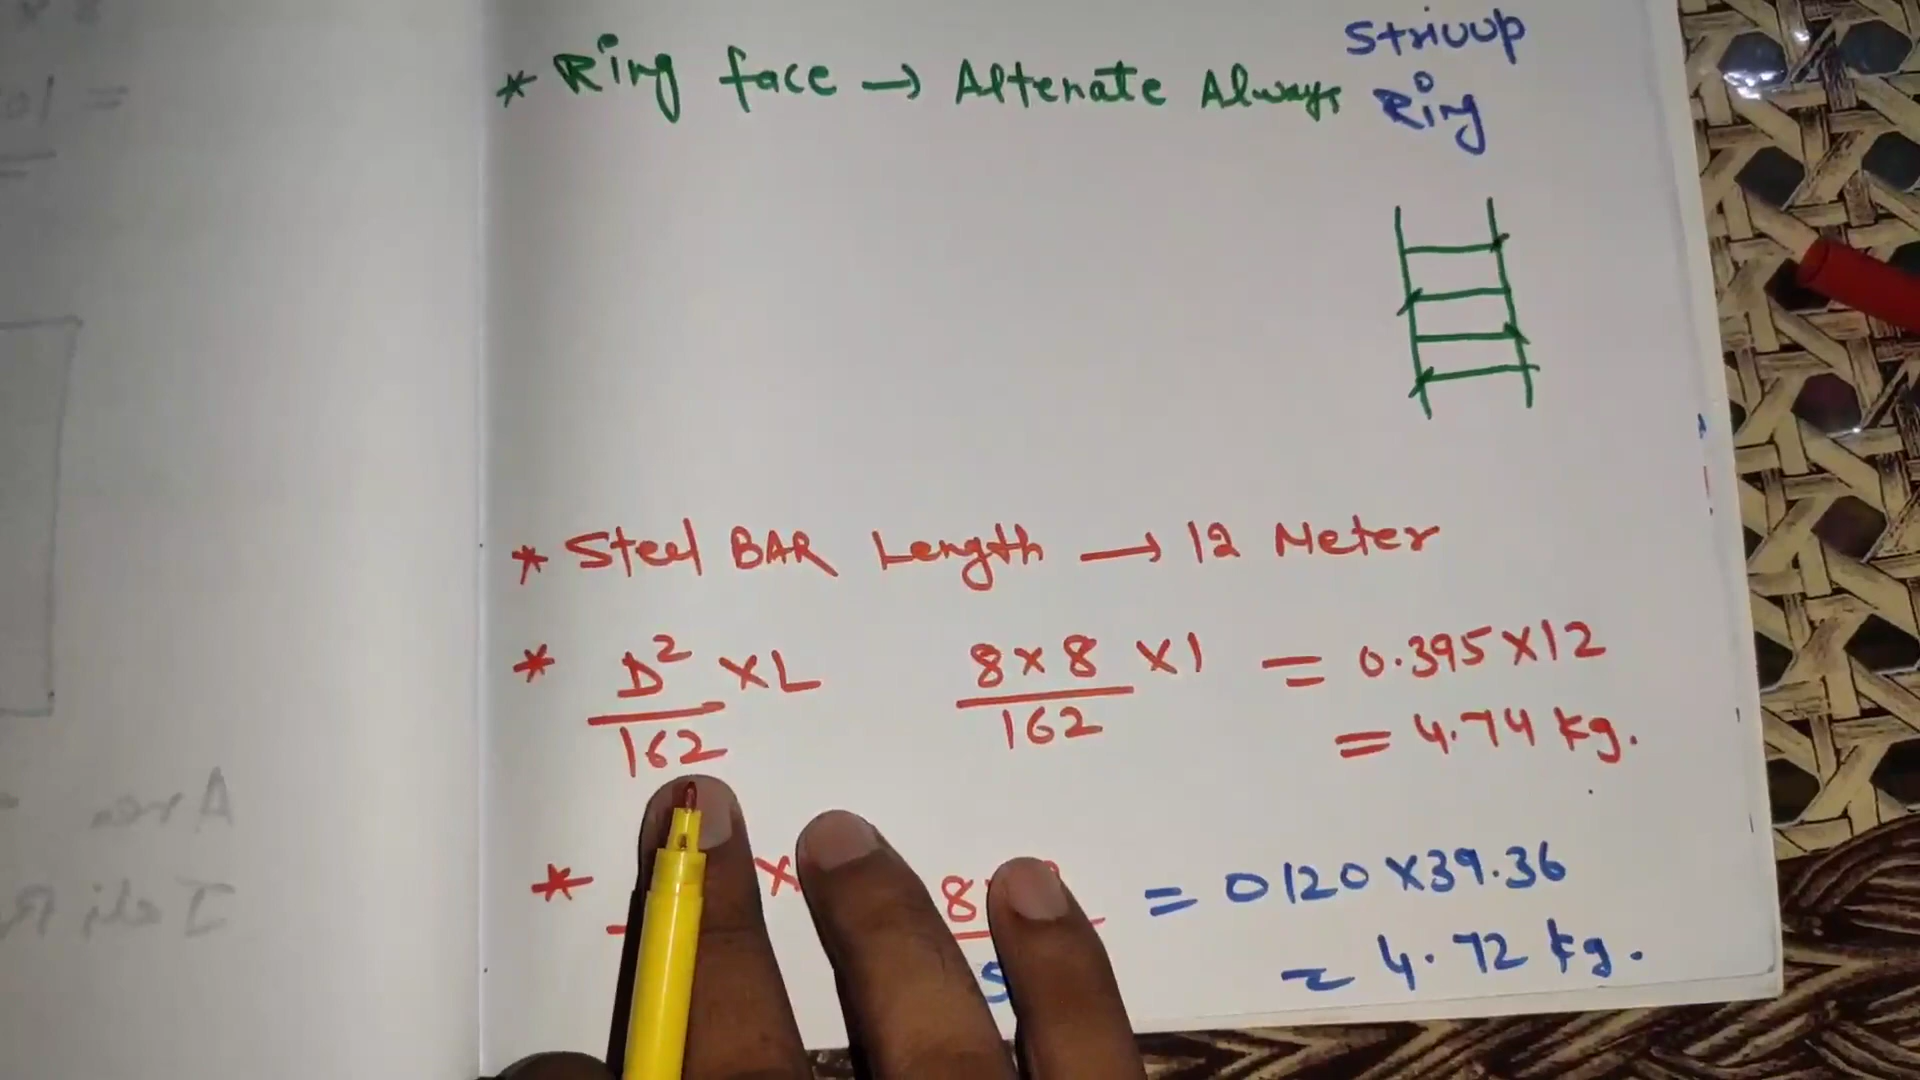 * Ring face → Altenate Always
Striuup
Ring
* Steel BAR Length → 12 Meter
* D²/162 × L 8×8/162 ×1 = 0.395×12
= 4.74 kg.
* × 8 = 0120×39.36
= 4.72 kg.